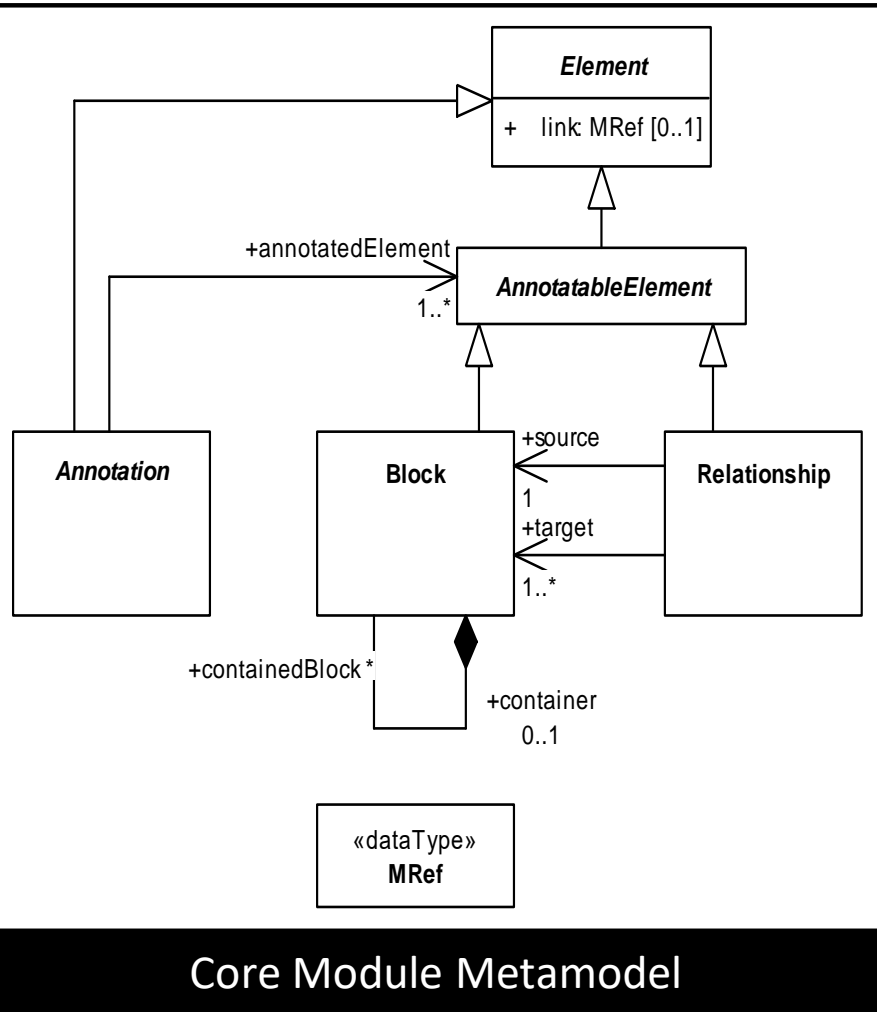 Element
+ link: MRef [0..1]
+annotatedElement
1..*
AnnotatableElement
Annotation
Block
+source
1
+target
1..*
Relationship
+containedBlock *
+container
0..1
«dataType»
MRef
Core Module Metamodel